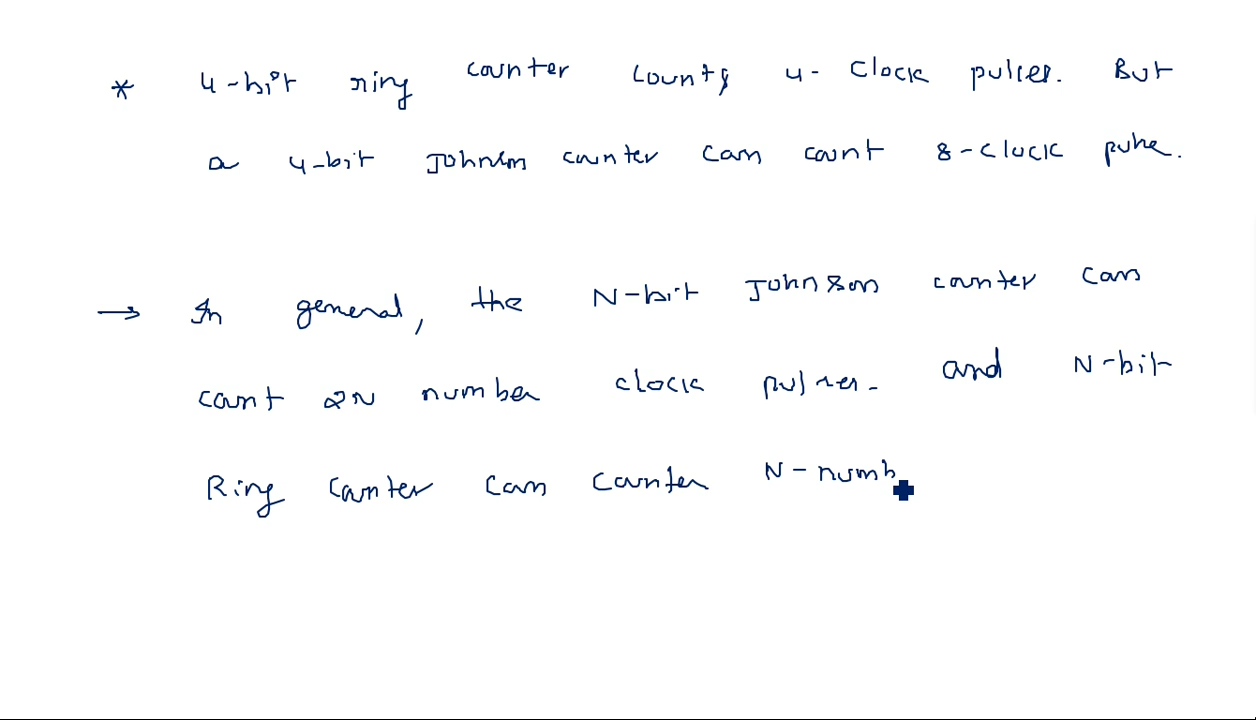 * 4-bit ring counter counts 4- clock pulses. But
a 4-bit Johnson counter can count 8-clock pulse.
→ In general, the N-bit Johnson counter can
count 2N number clock pulses. and N-bit
Ring counter can counter N-numb